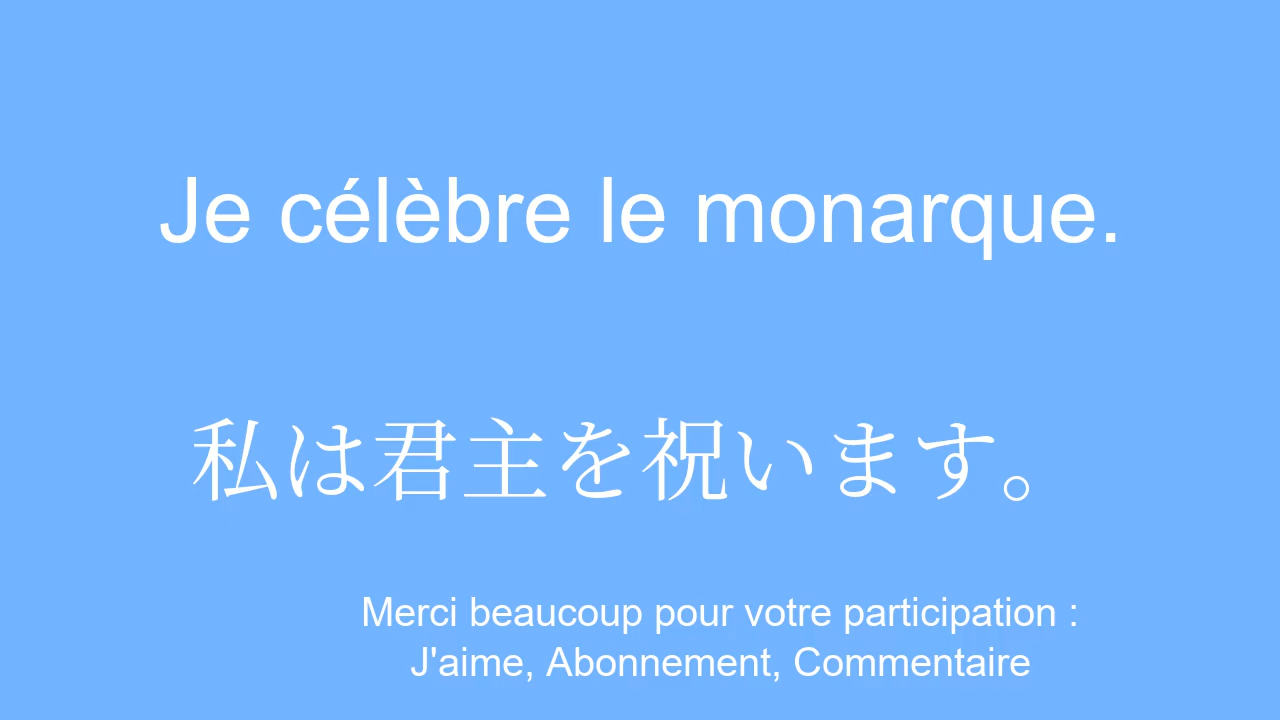 Je célèbre le monarque.
私は君主を祝います。
Merci beaucoup pour votre participation :
J'aime, Abonnement, Commentaire